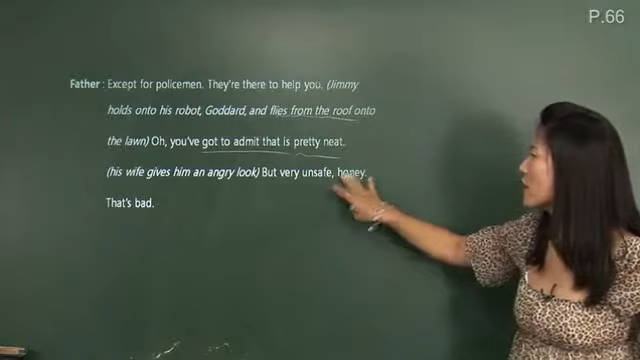 P.66
Father : Except for policemen. They're there to help you. (Jimmy
holds onto his robot, Goddard, and flies from the roof onto
the lawn) Oh, you've got to admit that is pretty neat.
(his wife gives him an angry look) But very unsafe, honey.
That's bad.